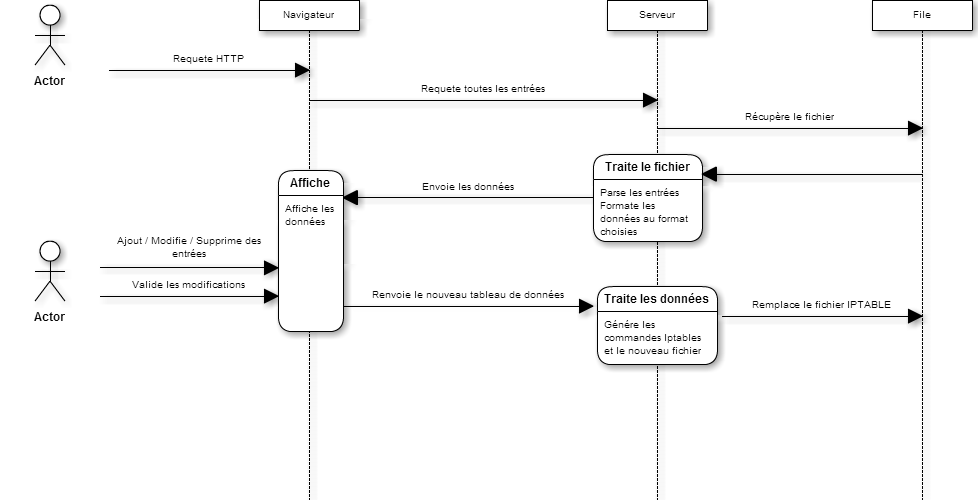 Navigateur
Serveur
File
Actor
Requete HTTP
Requete toutes les entrées
Récupère le fichier
Traite le fichier
Parse les entrées
Formate les
données au format
choisies
Envoie les données
Affiche
Affiche les
données
Ajout / Modifie / Supprime des
entrées
Valide les modifications
Actor
Renvoie le nouveau tableau de données
Traite les données
Génére les
commandes Iptables
et le nouveau fichier
Remplace le fichier IPTABLE